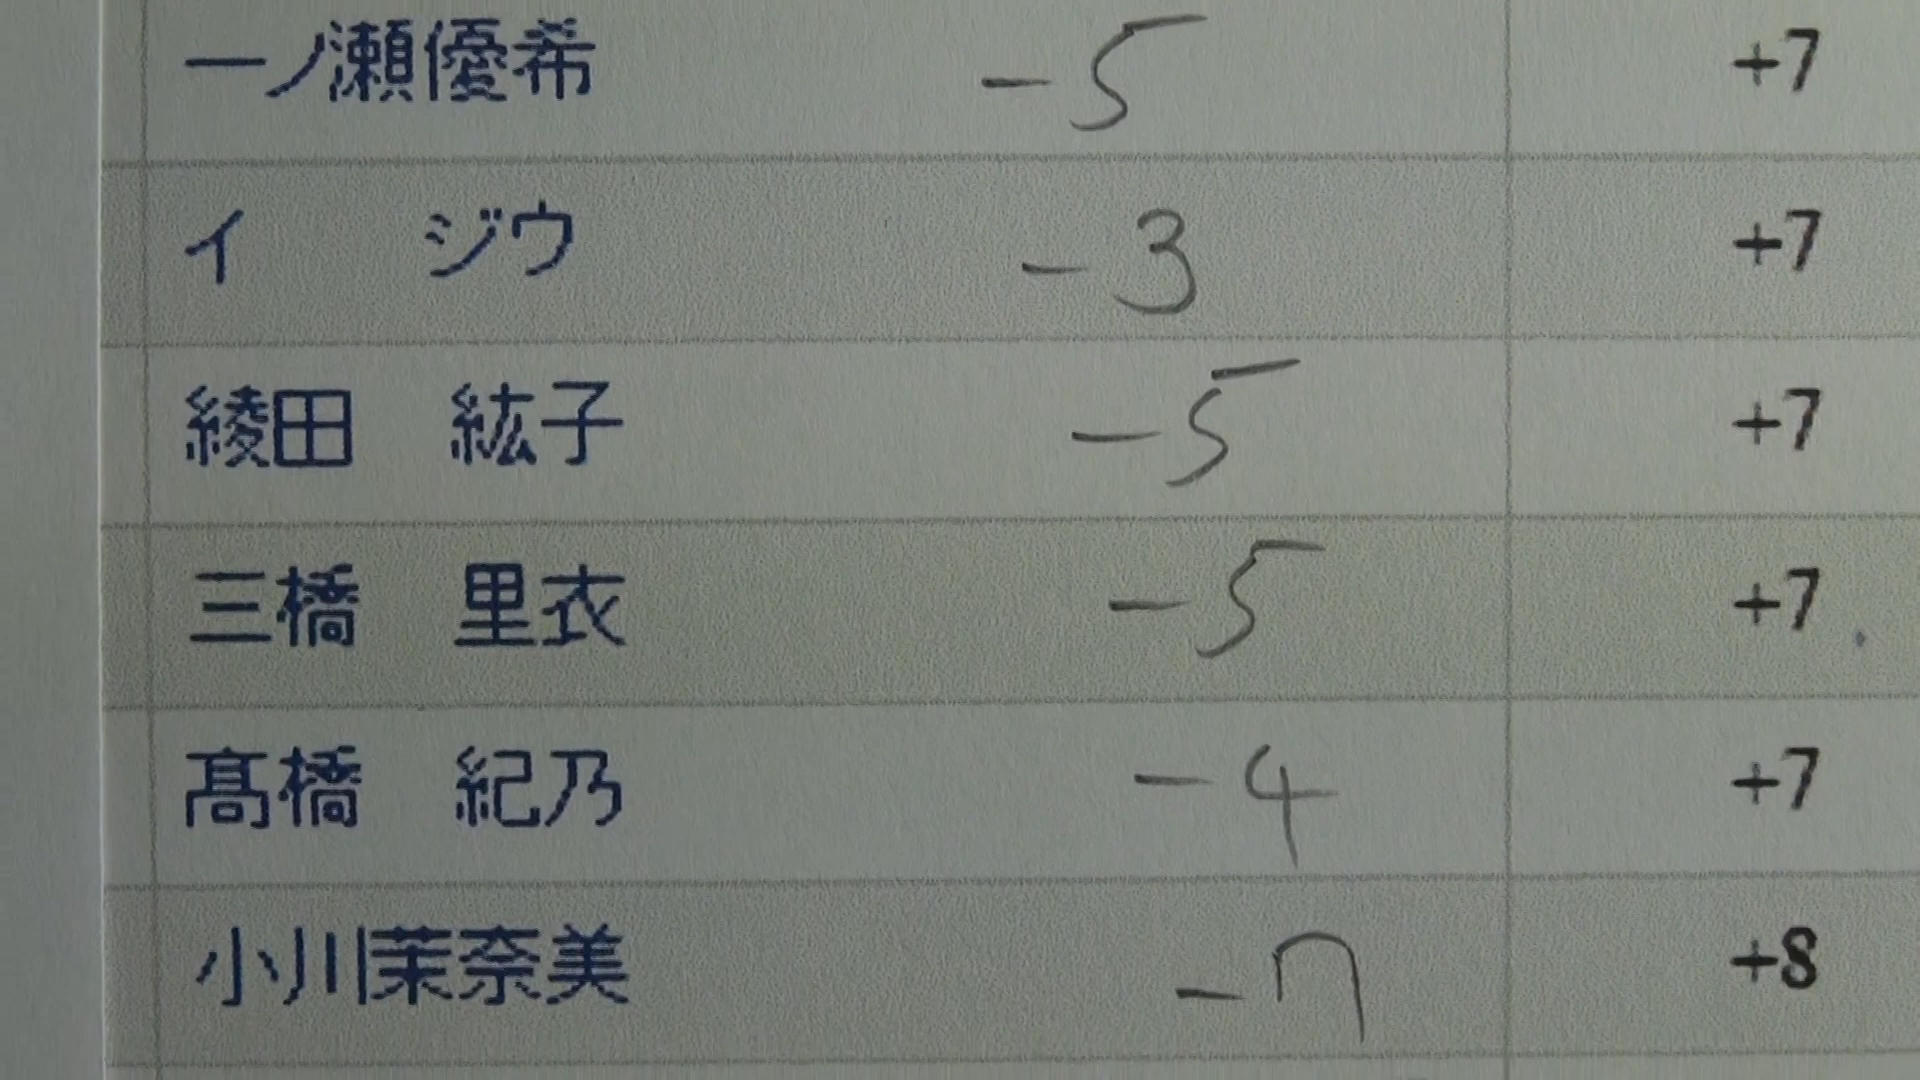 一ノ瀬優希 -5 +7
イ　ジウ -3 +7
綾田　紘子 -5 +7
三橋　里衣 -5 +7
髙橋　紀乃 -4 +7
小川茉奈美 -7 +8